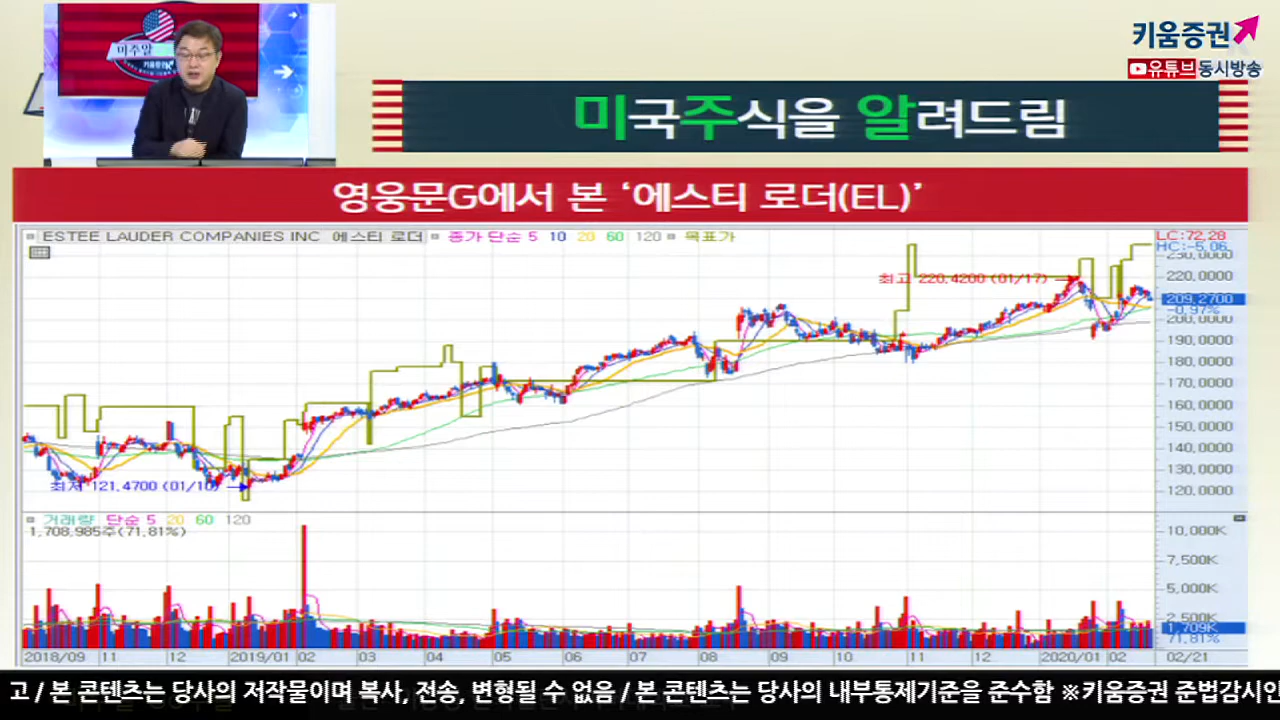 미주알
키움증권
유튜브 동시방송
미국주식을 알려드림
영웅문G에서 본 ‘에스티 로더(EL)’
ESTEE LAUDER COMPANIES INC 에스티 로더 종가 단순 5 10 20 60 120 목표가
LC:72,28
HC:-5,06
230,0000
최고 220,4200 (01/17)
220,0000
209,2700
-0,97%
200,0000
190,0000
180,0000
170,0000
160,0000
150,0000
140,0000
130,0000
최저 121,4700 (01/10)
120,0000
거래량 단순 5 20 60 120
1,708,985주(71,81%)
10,000K
7,500K
5,000K
2,500K
1,709K
71,81%
2018/09 11 12 2019/01 02 03 04 05 06 07 08 09 10 11 12 2020/01 02 02/21
고 / 본 콘텐츠는 당사의 저작물이며 복사, 전송, 변형될 수 없음 / 본 콘텐츠는 당사의 내부통제기준을 준수함 ※키움증권 준법감시인